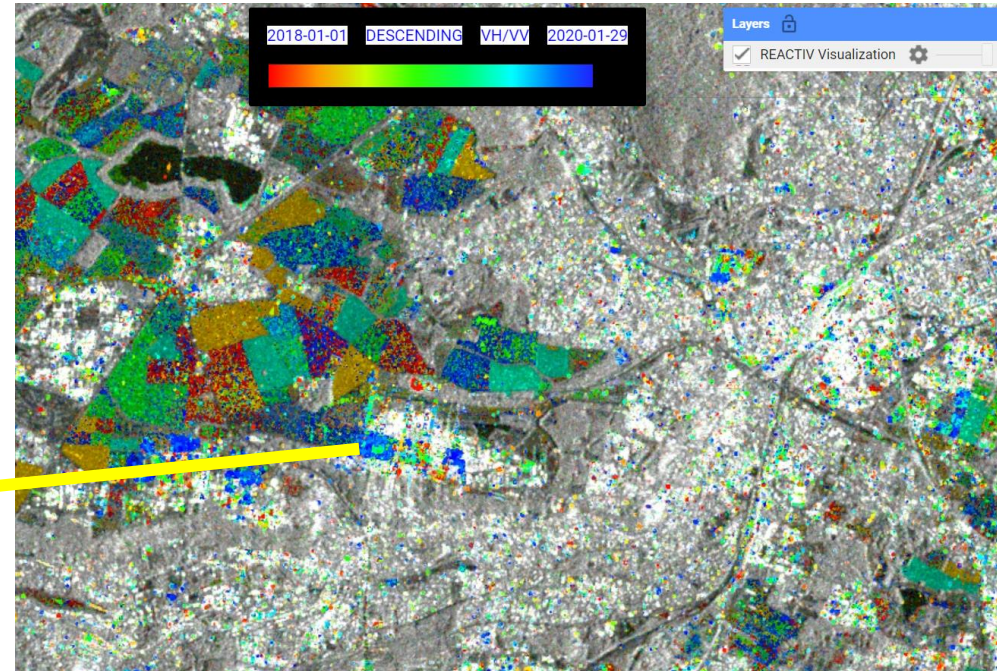 2018-01-01 DESCENDING VH/VV 2020-01-29
Layers
REACTIV Visualization